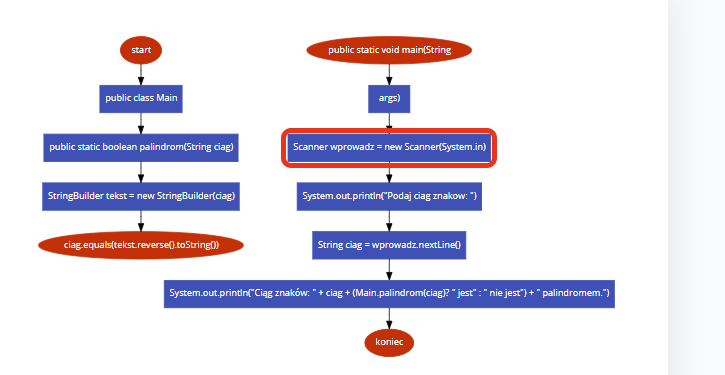 start
public class Main
public static boolean palindrom(String ciag)
StringBuilder tekst = new StringBuilder(ciag)
ciag.equals(tekst.reverse().toString())
public static void main(String
args)
Scanner wprowadz = new Scanner(System.in)
System.out.println("Podaj ciag znakow: ")
String ciag = wprowadz.nextLine()
System.out.println("Ciąg znaków: " + ciag + (Main.palindrom(ciag)? " jest" : " nie jest") + " palindromem.")
koniec